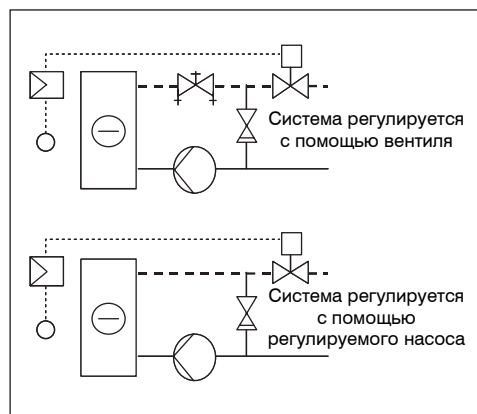 Система регулируется
с помощью вентиля
Система регулируется
с помощью
регулируемого насоса